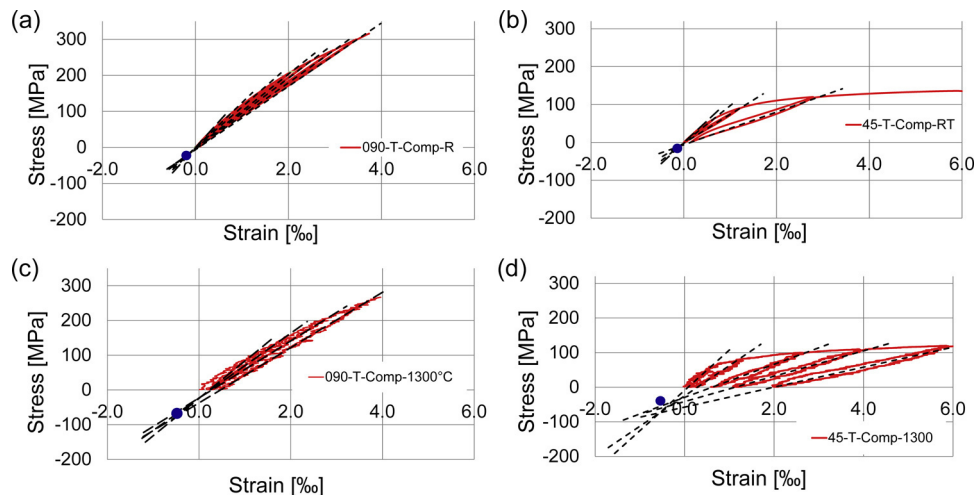 (a)
Stress [MPa]
300
200
100
0
-100
-200
-2.0
0.0
2.0
4.0
6.0
090-T-Comp-R
Strain [‰]
(b)
Stress [MPa]
300
200
100
0
-100
-200
-2.0
0.0
2.0
4.0
6.0
45-T-Comp-RT
Strain [‰]
(c)
Stress [MPa]
300
200
100
0
-100
-200
-2.0
0.0
2.0
4.0
6.0
090-T-Comp-1300°C
Strain [‰]
(d)
Stress [MPa]
300
200
100
0
-100
-200
-2.0
0.0
2.0
4.0
6.0
45-T-Comp-1300
Strain [‰]